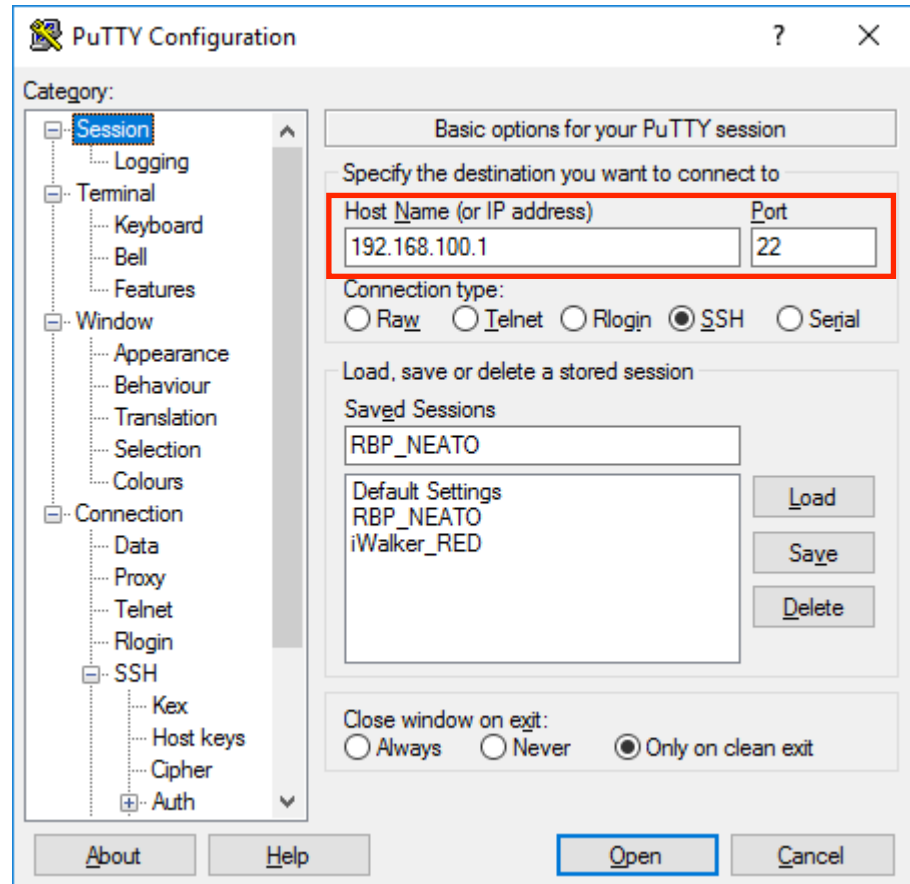 PuTTY Configuration
?
Category:
Session
Logging
Terminal
Keyboard
Bell
Features
Window
Appearance
Behaviour
Translation
Selection
Colours
Connection
Data
Proxy
Telnet
Rlogin
SSH
Kex
Host keys
Cipher
Auth
Basic options for your PuTTY session
Specify the destination you want to connect to
Host Name (or IP address) Port
192.168.100.1 22
Connection type:
Raw Telnet Rlogin SSH Serial
Load, save or delete a stored session
Saved Sessions
RBP_NEATO
Default Settings
RBP_NEATO
iWalker_RED
Load
Save
Delete
Close window on exit:
Always Never Only on clean exit
About Help Open Cancel